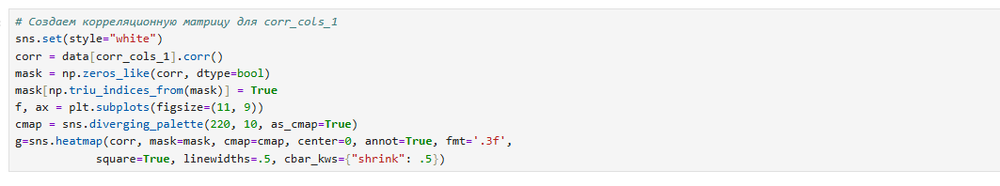 # Создаем корреляционную матрицу для corr_cols_1
sns.set(style="white")
corr = data[corr_cols_1].corr()
mask = np.zeros_like(corr, dtype=bool)
mask[np.triu_indices_from(mask)] = True
f, ax = plt.subplots(figsize=(11, 9))
cmap = sns.diverging_palette(220, 10, as_cmap=True)
g=sns.heatmap(corr, mask=mask, cmap=cmap, center=0, annot=True, fmt='.3f',
            square=True, linewidths=.5, cbar_kws={"shrink": .5})